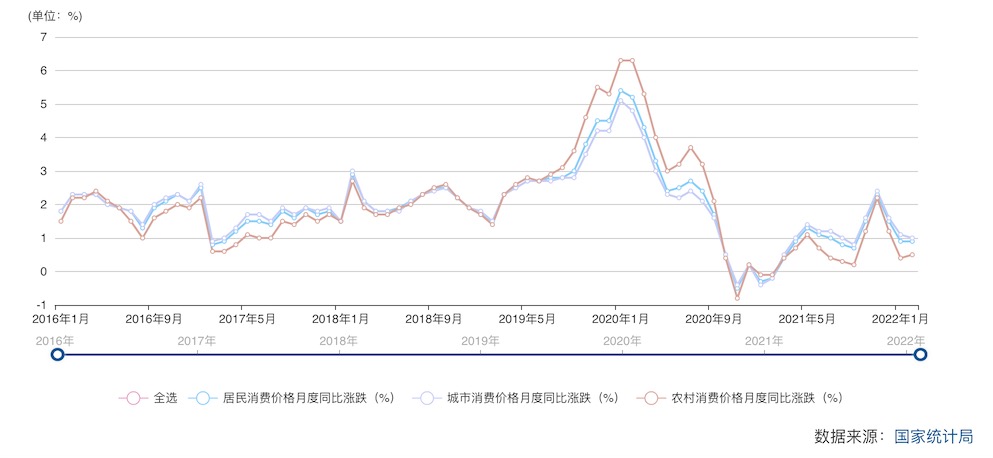 (单位：%)
7
6
5
4
3
2
1
0
-1
2016年1月 2016年9月 2017年5月 2018年1月 2018年9月 2019年5月 2020年1月 2020年9月 2021年5月 2022年1月
2016年 2017年 2018年 2019年 2020年 2021年 2022年
全选 居民消费价格月度同比涨跌（%） 城市消费价格月度同比涨跌（%） 农村消费价格月度同比涨跌（%）
数据来源：国家统计局